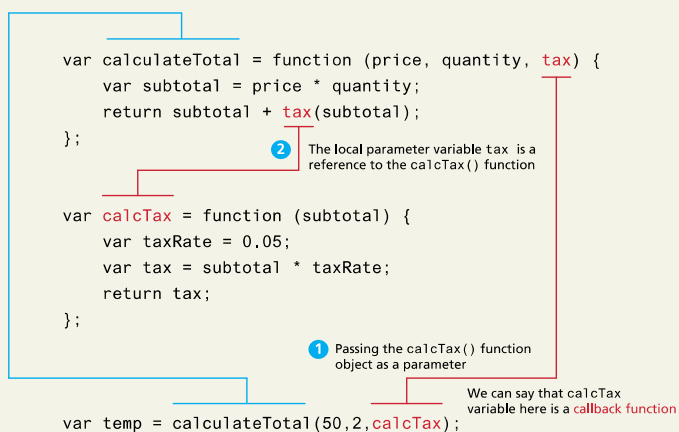 var calculateTotal = function (price, quantity, tax) {
var subtotal = price * quantity;
return subtotal + tax(subtotal);
};
2 The local parameter variable tax is a
reference to the calcTax() function
var calcTax = function (subtotal) {
var taxRate = 0.05;
var tax = subtotal * taxRate;
return tax;
};
1 Passing the calcTax() function
object as a parameter
We can say that calcTax
variable here is a callback function
var temp = calculateTotal(50,2,calcTax);